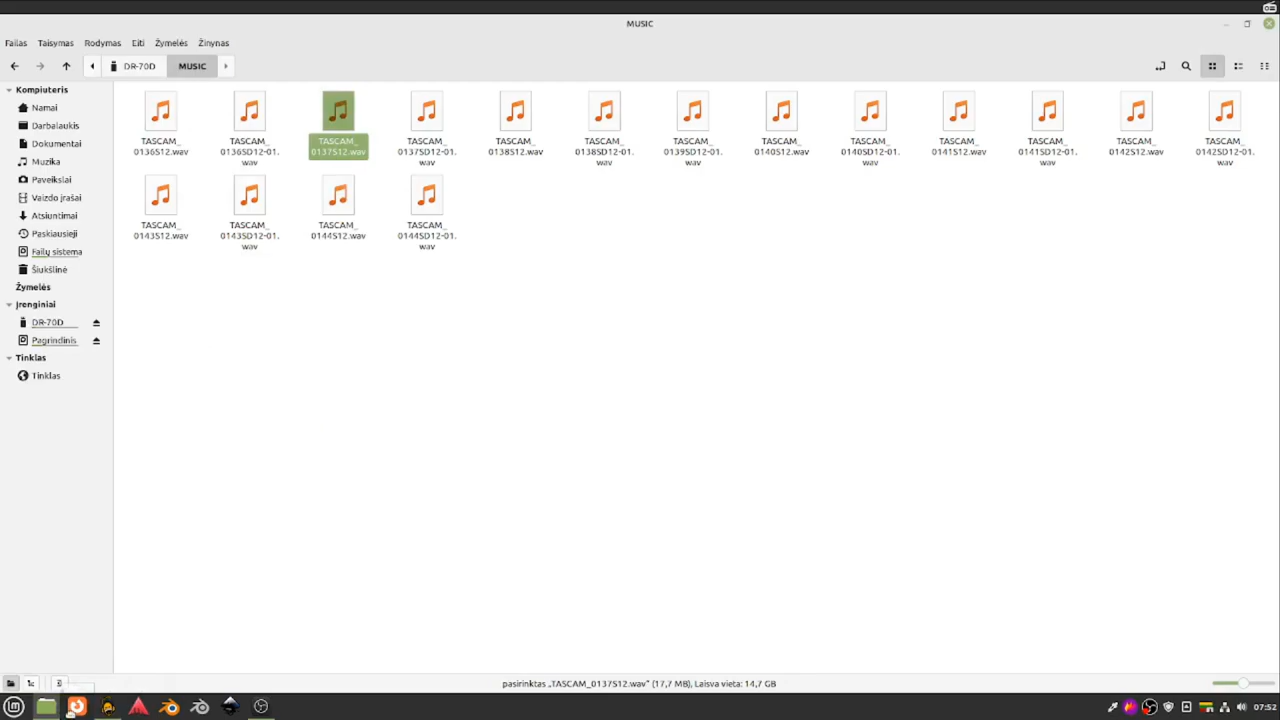 MUSIC
Failas Taisymas Rodymas Eiti Žymelės Žinynas
DR-70D MUSIC
Kompiuteris
Namai
Darbalaukis
Dokumentai
Muzika
Paveikslai
Vaizdo įrašai
Atsiuntimai
Paskiausieji
Failų sistema
Šiukšlinė
Žymelės
Įrenginiai
DR-70D
Pagrindinis
Tinklas
Tinklas
TASCAM_
0136S12.wav
TASCAM_
0136SD12-01.
wav
TASCAM_
0137S12.wav
TASCAM_
0137SD12-01.
wav
TASCAM_
0138S12.wav
TASCAM_
0138SD12-01.
wav
TASCAM_
0139SD12-01.
wav
TASCAM_
0140S12.wav
TASCAM_
0140SD12-01.
wav
TASCAM_
0141S12.wav
TASCAM_
0141SD12-01.
wav
TASCAM_
0142S12.wav
TASCAM_
0142SD12-01.
wav
TASCAM_
0143S12.wav
TASCAM_
0143SD12-01.
wav
TASCAM_
0144S12.wav
TASCAM_
0144SD12-01.
wav
pasirinktas „TASCAM_0137S12.wav“ (17,7 MB), Laisva vieta: 14,7 GB
07:52